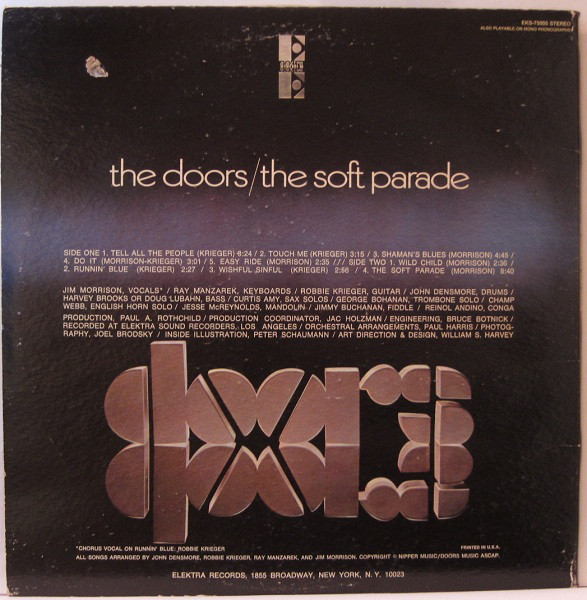 EKS-75005 STEREO
ALSO PLAYABLE ON MONO PHONOGRAPHS
the doors/the soft parade
SIDE ONE 1. TELL ALL THE PEOPLE (KRIEGER) 6:24 / 2. TOUCH ME (KRIEGER) 3:15 / 3. SHAMAN'S BLUES (MORRISON) 4:45 /
4. DO IT (MORRISON-KRIEGER) 3:01 / 5. EASY RIDE (MORRISON) 2:35 /// SIDE TWO 1. WILD CHILD (MORRISON) 2:36 /
2. RUNNIN' BLUE (KRIEGER) 2:27 / 3. WISHFUL SINFUL (KRIEGER) 2:56 / 4. THE SOFT PARADE (MORRISON) 8:40
JIM MORRISON, VOCALS* / RAY MANZAREK, KEYBOARDS / ROBBIE KRIEGER, GUITAR / JOHN DENSMORE, DRUMS /
HARVEY BROOKS OR DOUG LUBAHN, BASS / CURTIS AMY, SAX SOLOS / GEORGE BOHANAN, TROMBONE SOLO / CHAMP
WEBB, ENGLISH HORN SOLO / JESSE McREYNOLDS, MANDOLIN / JIMMY BUCHANAN, FIDDLE / REINOL ANDINO, CONGA
PRODUCTION, PAUL A. ROTHCHILD / PRODUCTION COORDINATOR, JAC HOLZMAN / ENGINEERING, BRUCE BOTNICK /
RECORDED AT ELEKTRA SOUND RECORDERS, LOS ANGELES / ORCHESTRAL ARRANGEMENTS, PAUL HARRIS / PHOTOG-
RAPHY, JOEL BRODSKY / INSIDE ILLUSTRATION, PETER SCHAUMANN / ART DIRECTION & DESIGN, WILLIAM S. HARVEY
*CHORUS VOCAL ON RUNNIN' BLUE: ROBBIE KRIEGER
PRINTED IN U.S.A.
ALL SONGS ARRANGED BY JOHN DENSMORE, ROBBIE KRIEGER, RAY MANZAREK, AND JIM MORRISON. COPYRIGHT © NIPPER MUSIC/DOORS MUSIC ASCAP.
ELEKTRA RECORDS, 1855 BROADWAY, NEW YORK, N. Y. 10023